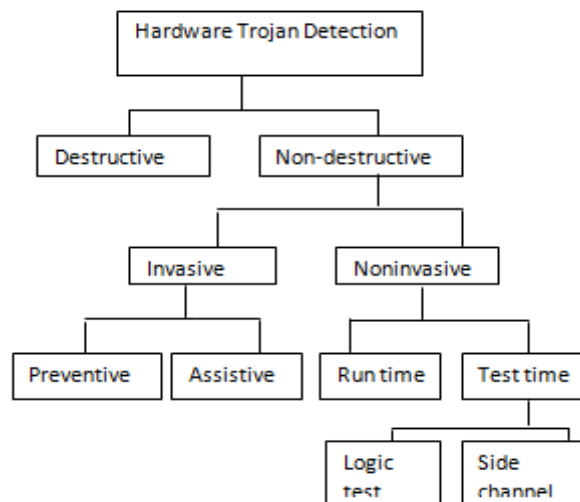 Hardware Trojan Detection
Destructive
Non-destructive
Invasive
Noninvasive
Preventive
Assistive
Run time
Test time
Logic
test
Side
channel